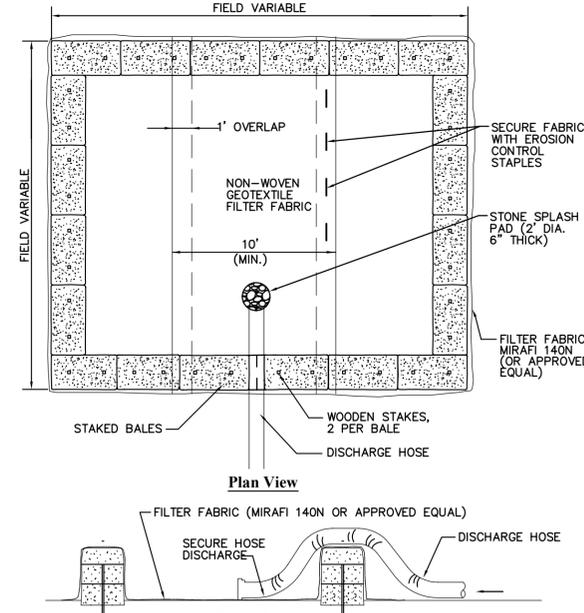 FIELD VARIABLE
FIELD VARIABLE
1' OVERLAP
SECURE FABRIC
WITH EROSION
CONTROL
STAPLES
NON-WOVEN
GEOTEXTILE
FILTER FABRIC
STONE SPLASH
PAD (2' DIA.
6" THICK)
10'
(MIN.)
FILTER FABRIC
MIRAFI 140N
(OR APPROVED
EQUAL)
STAKED BALES
WOODEN STAKES,
2 PER BALE
DISCHARGE HOSE
Plan View
FILTER FABRIC (MIRAFI 140N OR APPROVED EQUAL)
SECURE HOSE
DISCHARGE
DISCHARGE HOSE